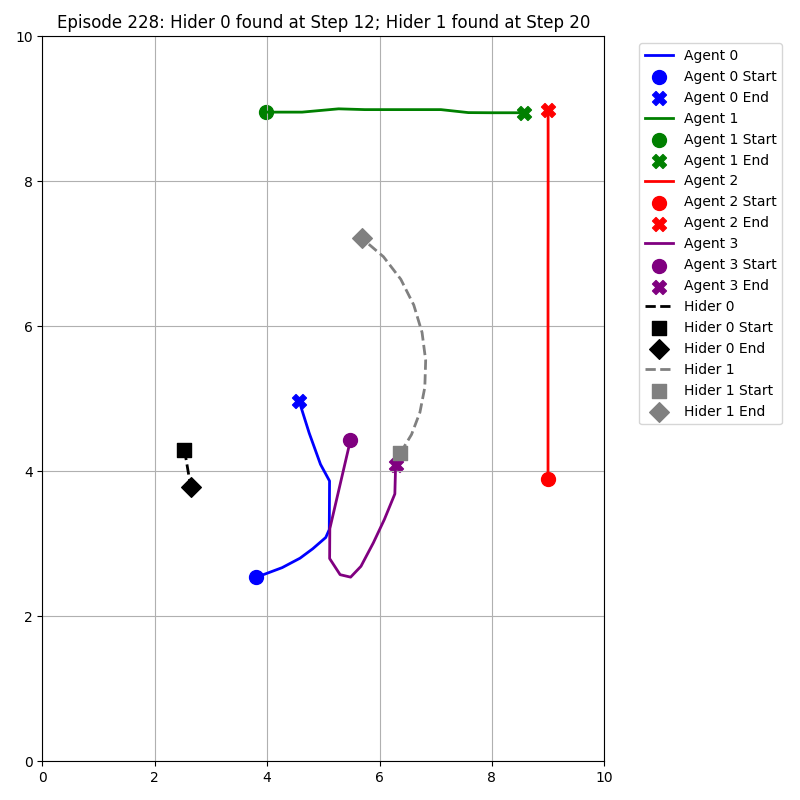 Episode 228: Hider 0 found at Step 12; Hider 1 found at Step 20
10
8
6
4
2
0
0 2 4 6 8 10
Agent 0
Agent 0 Start
Agent 0 End
Agent 1
Agent 1 Start
Agent 1 End
Agent 2
Agent 2 Start
Agent 2 End
Agent 3
Agent 3 Start
Agent 3 End
Hider 0
Hider 0 Start
Hider 0 End
Hider 1
Hider 1 Start
Hider 1 End